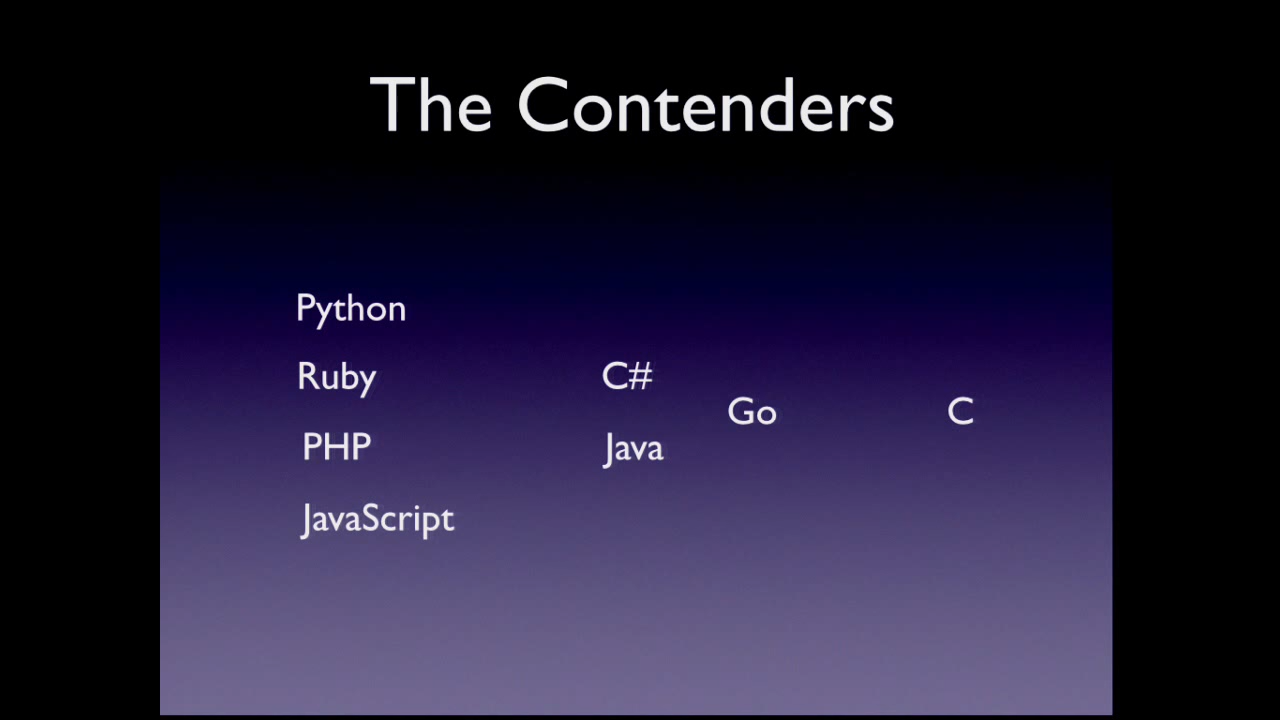 The Contenders
Python
Ruby
PHP
JavaScript
C#
Java
Go
C